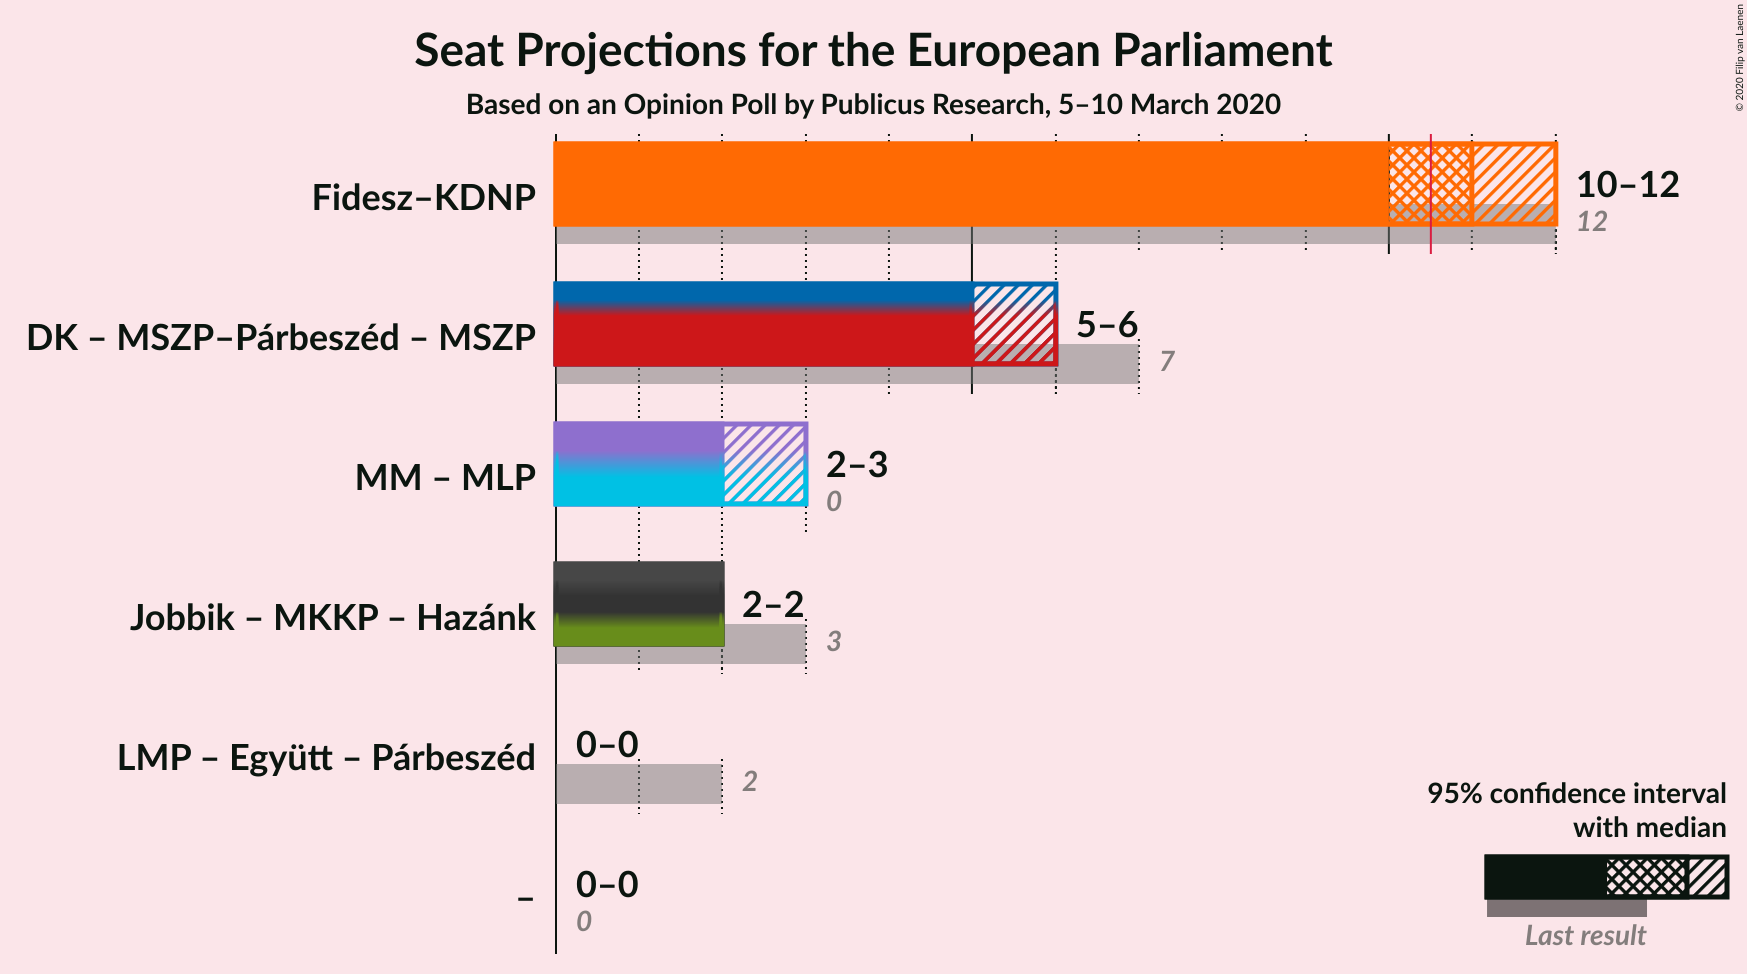 Seat Projections for the European Parliament
Based on an Opinion Poll by Publicus Research, 5–10 March 2020
© 2020 Filip van Laenen
Fidesz–KDNP
10–12
12
DK – MSZP–Párbeszéd – MSZP
5–6
7
MM – MLP
2–3
0
Jobbik – MKKP – Hazánk
2–2
3
LMP – Együtt – Párbeszéd
0–0
2
–
0–0
0
95% confidence interval
with median
Last result